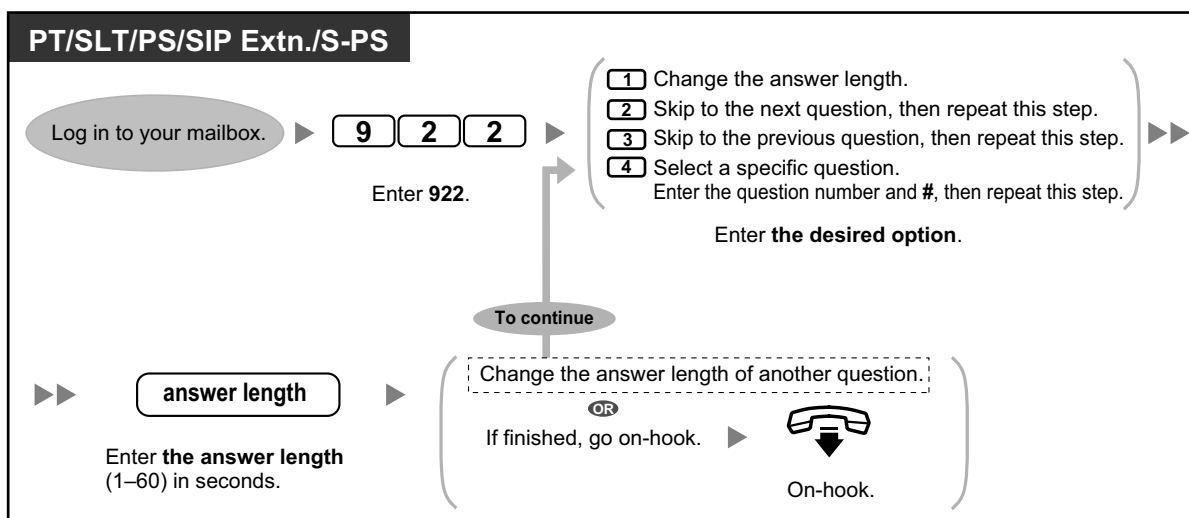 PT/SLT/PS/SIP Extn./S-PS
Log in to your mailbox.
9 2 2
Enter 922.
1 Change the answer length.
2 Skip to the next question, then repeat this step.
3 Skip to the previous question, then repeat this step.
4 Select a specific question.
Enter the question number and #, then repeat this step.
Enter the desired option.
To continue
answer length
Enter the answer length
(1–60) in seconds.
Change the answer length of another question.
OR
If finished, go on-hook.
On-hook.